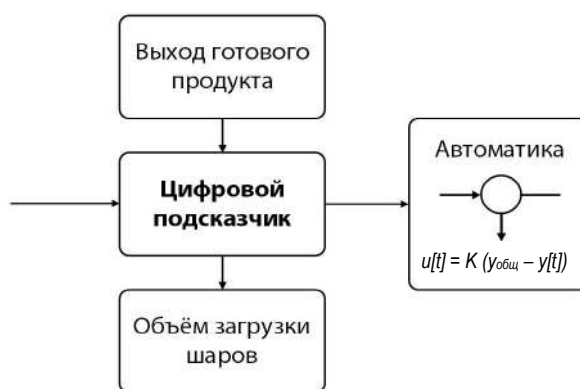 Выход готового
продукта
Цифровой
подсказчик
Автоматика
u[t] = K (yобщ – y[t])
Объём загрузки
шаров